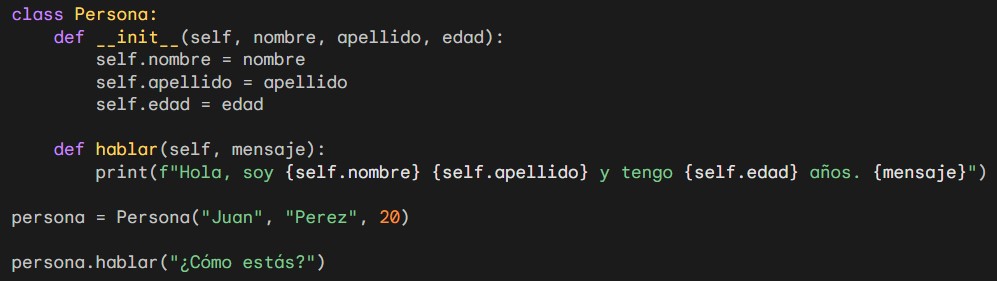 class Persona:
    def __init__(self, nombre, apellido, edad):
        self.nombre = nombre
        self.apellido = apellido
        self.edad = edad
    def hablar(self, mensaje):
        print(f"Hola, soy {self.nombre} {self.apellido} y tengo {self.edad} años. {mensaje}")
persona = Persona("Juan", "Perez", 20)
persona.hablar("¿Cómo estás?")